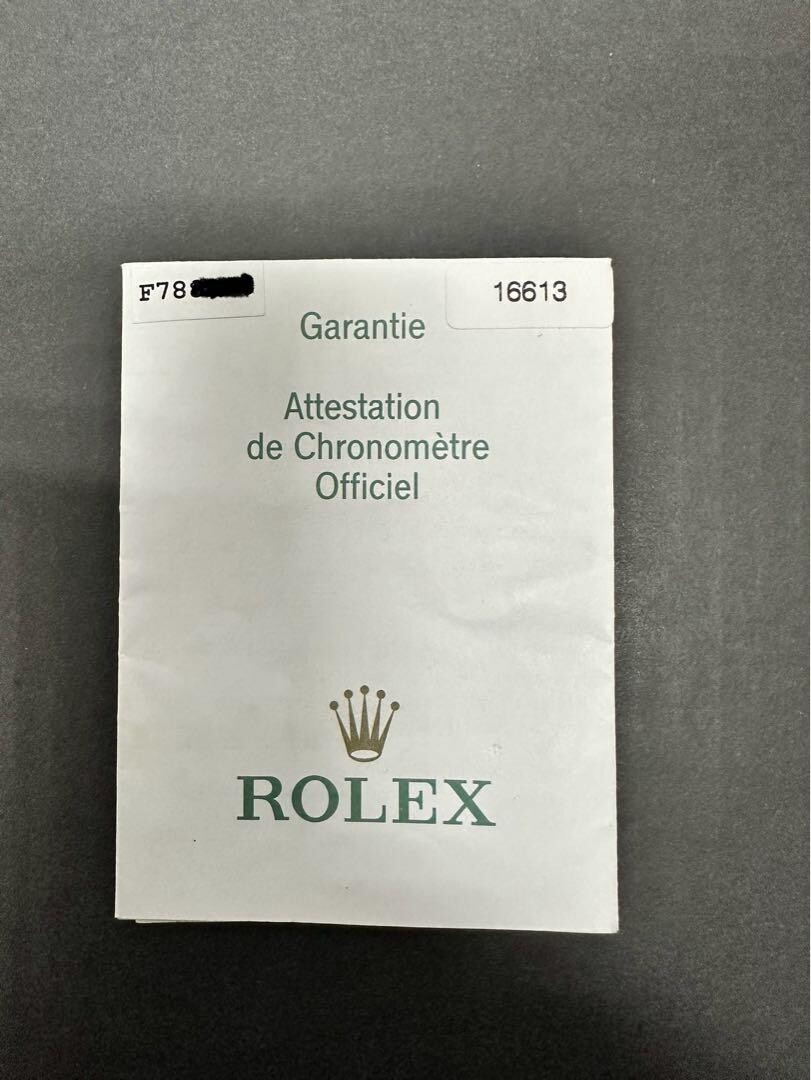 F78
16613
Garantie
Attestation
de Chronomètre
Officiel
ROLEX